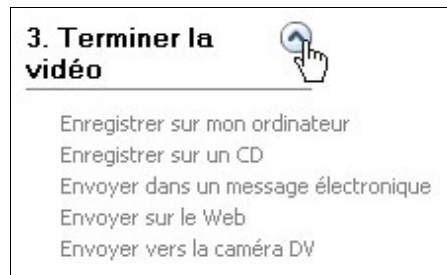 3. Terminer la
vidéo
Enregistrer sur mon ordinateur
Enregistrer sur un CD
Envoyer dans un message électronique
Envoyer sur le Web
Envoyer vers la caméra DV